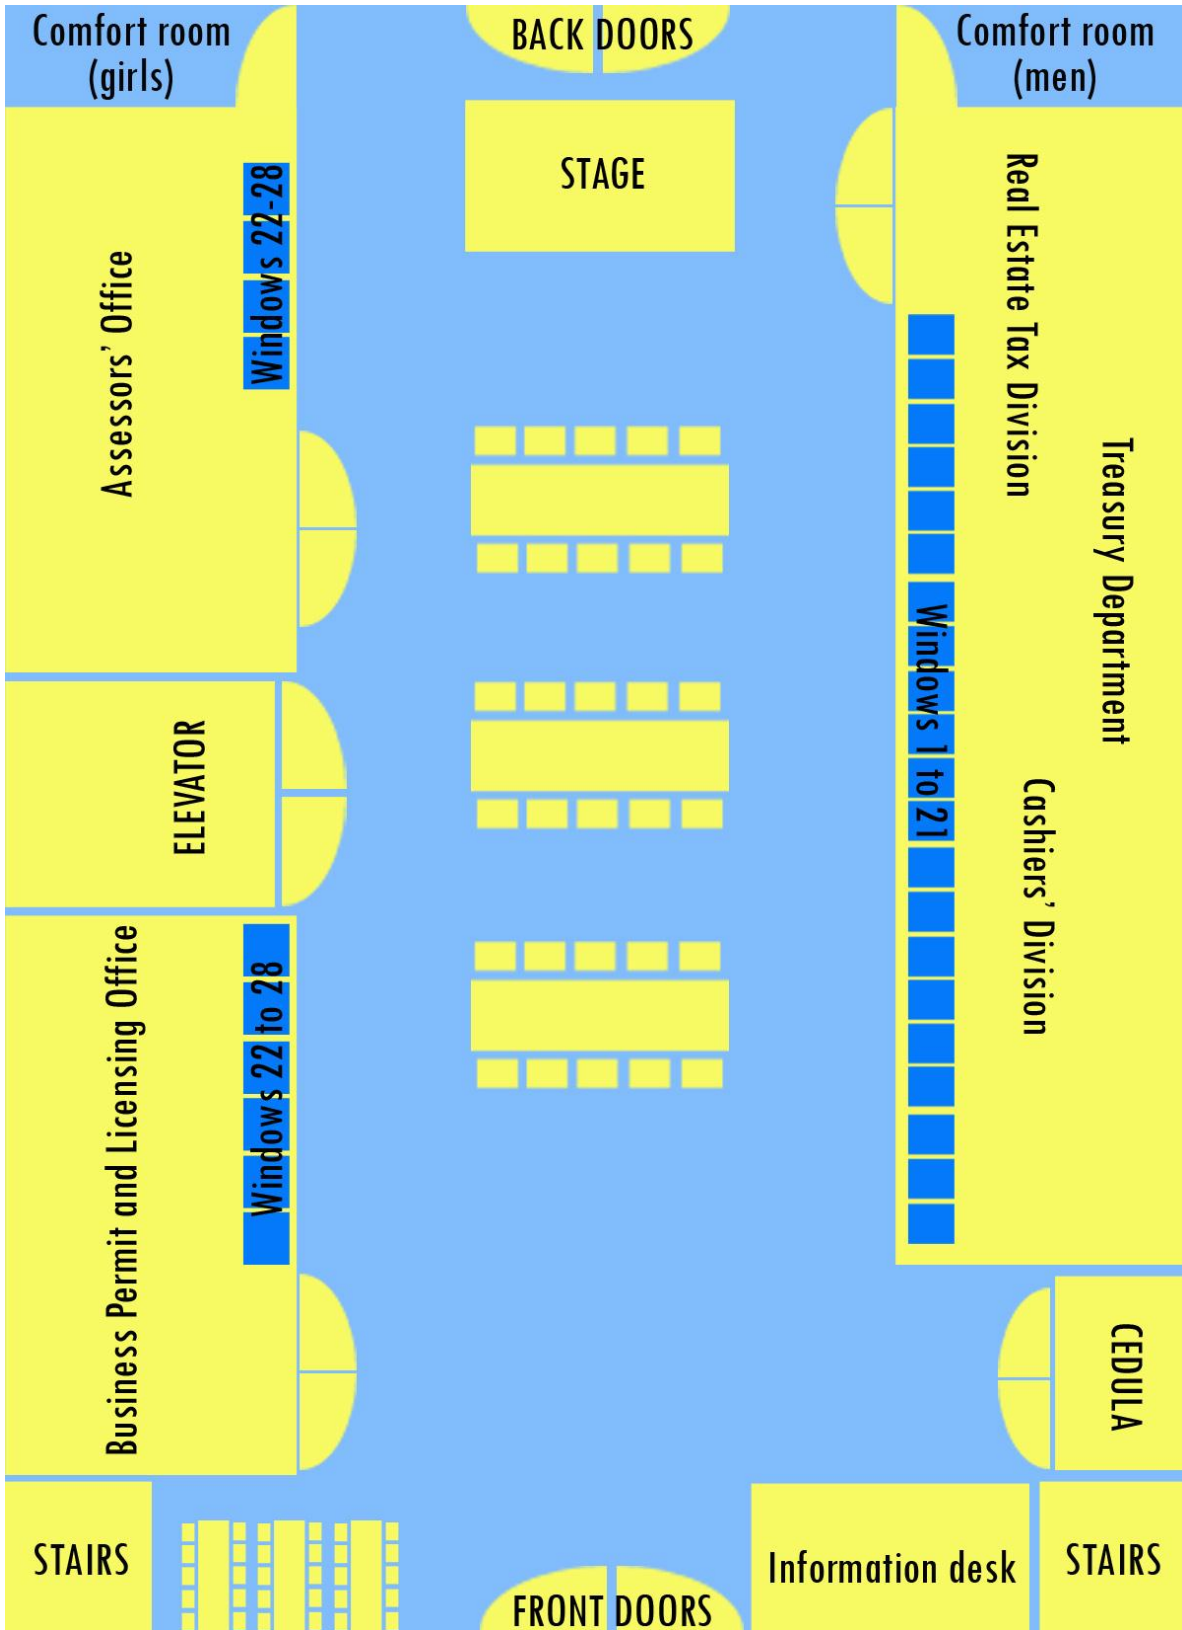 Comfort room
(girls)
BACK DOORS
Comfort room
(men)
STAGE
Assessors’ Office
Windows 22-28
Real Estate Tax Division
Treasury Department
Windows 1 to 21
Cashiers’ Division
ELEVATOR
Business Permit and Licensing Office
Windows 22 to 28
CEDULA
STAIRS
FRONT DOORS
Information desk
STAIRS